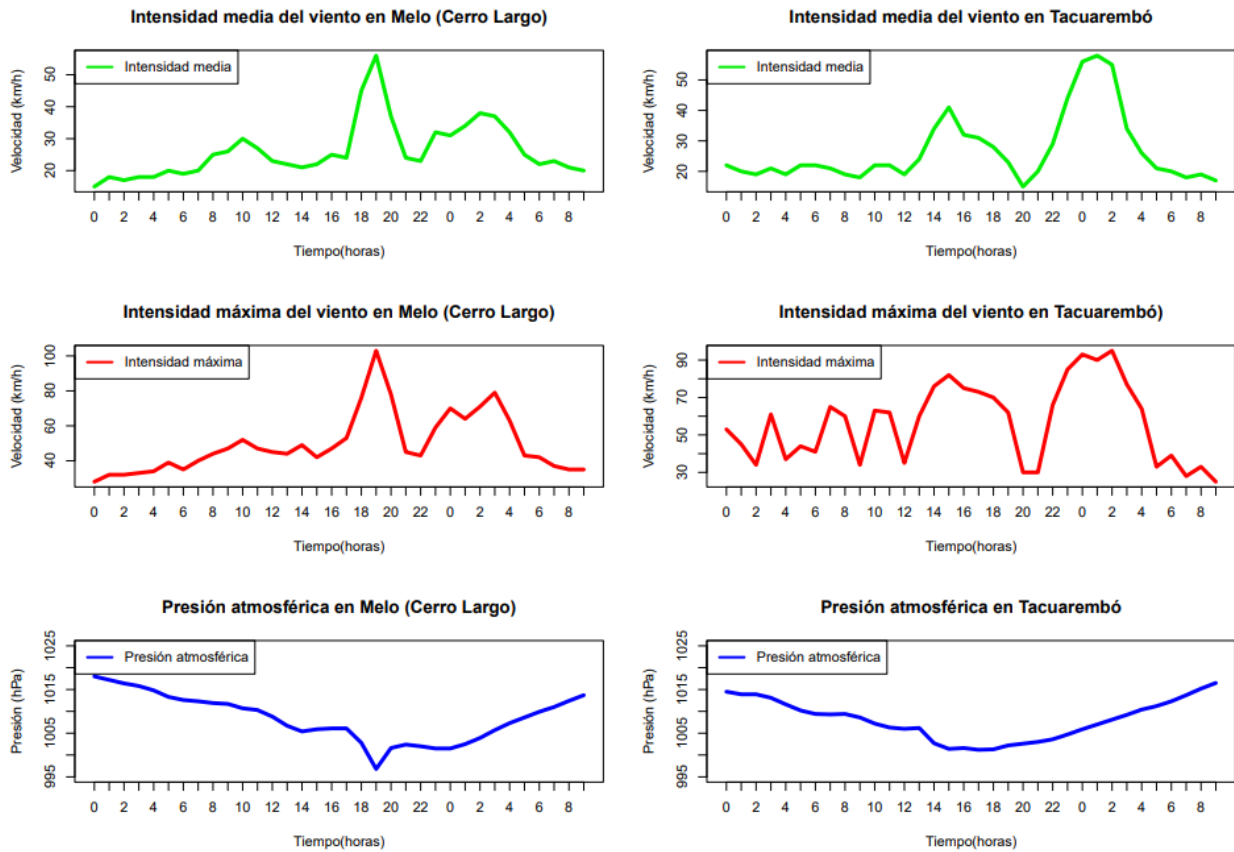 Intensidad media del viento en Melo (Cerro Largo)
Intensidad media
Velocidad (km/h)
50
40
30
20
0 2 4 6 8 10 12 14 16 18 20 22 0 2 4 6 8
Tiempo(horas)
Intensidad media del viento en Tacuarembó
Intensidad media
Velocidad (km/h)
50
40
30
20
0 2 4 6 8 10 12 14 16 18 20 22 0 2 4 6 8
Tiempo(horas)
Intensidad máxima del viento en Melo (Cerro Largo)
Intensidad máxima
Velocidad (km/h)
100
80
60
40
0 2 4 6 8 10 12 14 16 18 20 22 0 2 4 6 8
Tiempo(horas)
Intensidad máxima del viento en Tacuarembó)
Intensidad máxima
Velocidad (km/h)
90
70
50
30
0 2 4 6 8 10 12 14 16 18 20 22 0 2 4 6 8
Tiempo(horas)
Presión atmosférica en Melo (Cerro Largo)
Presión atmosférica
Presión (hPa)
1025
1015
1005
995
0 2 4 6 8 10 12 14 16 18 20 22 0 2 4 6 8
Tiempo(horas)
Presión atmosférica en Tacuarembó
Presión atmosférica
Presión (hPa)
1025
1015
1005
995
0 2 4 6 8 10 12 14 16 18 20 22 0 2 4 6 8
Tiempo(horas)